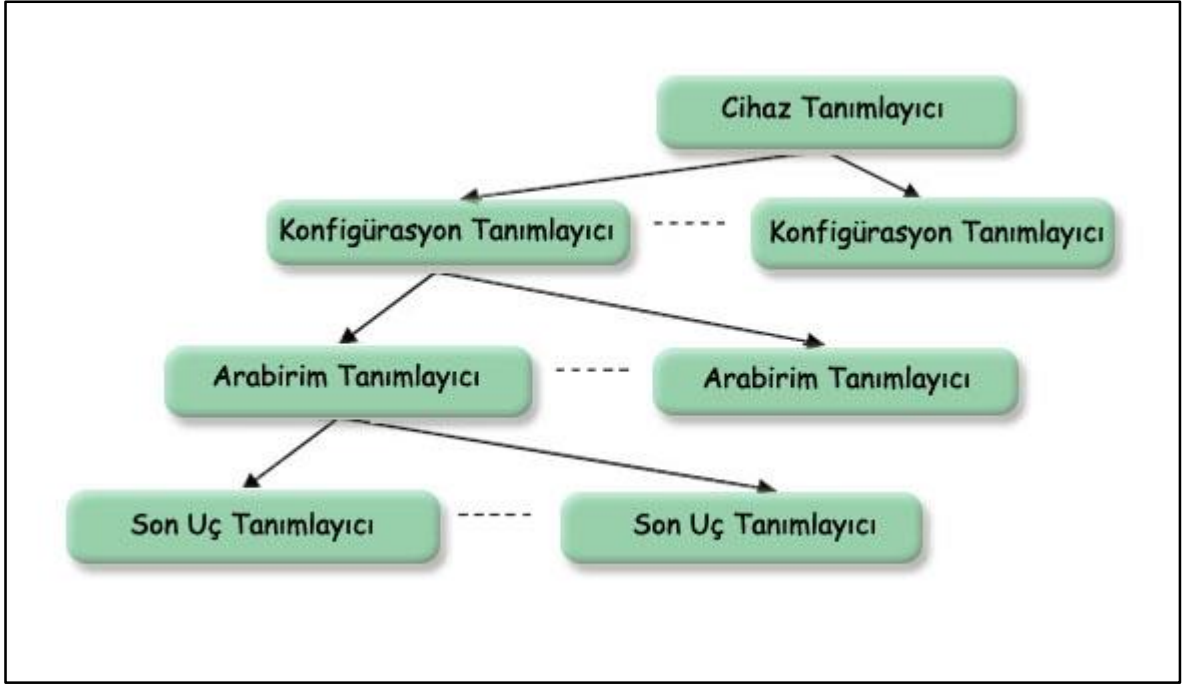 Cihaz Tanımlayıcı
Konfigürasyon Tanımlayıcı
Konfigürasyon Tanımlayıcı
Arabirim Tanımlayıcı
Arabirim Tanımlayıcı
Son Uç Tanımlayıcı
Son Uç Tanımlayıcı